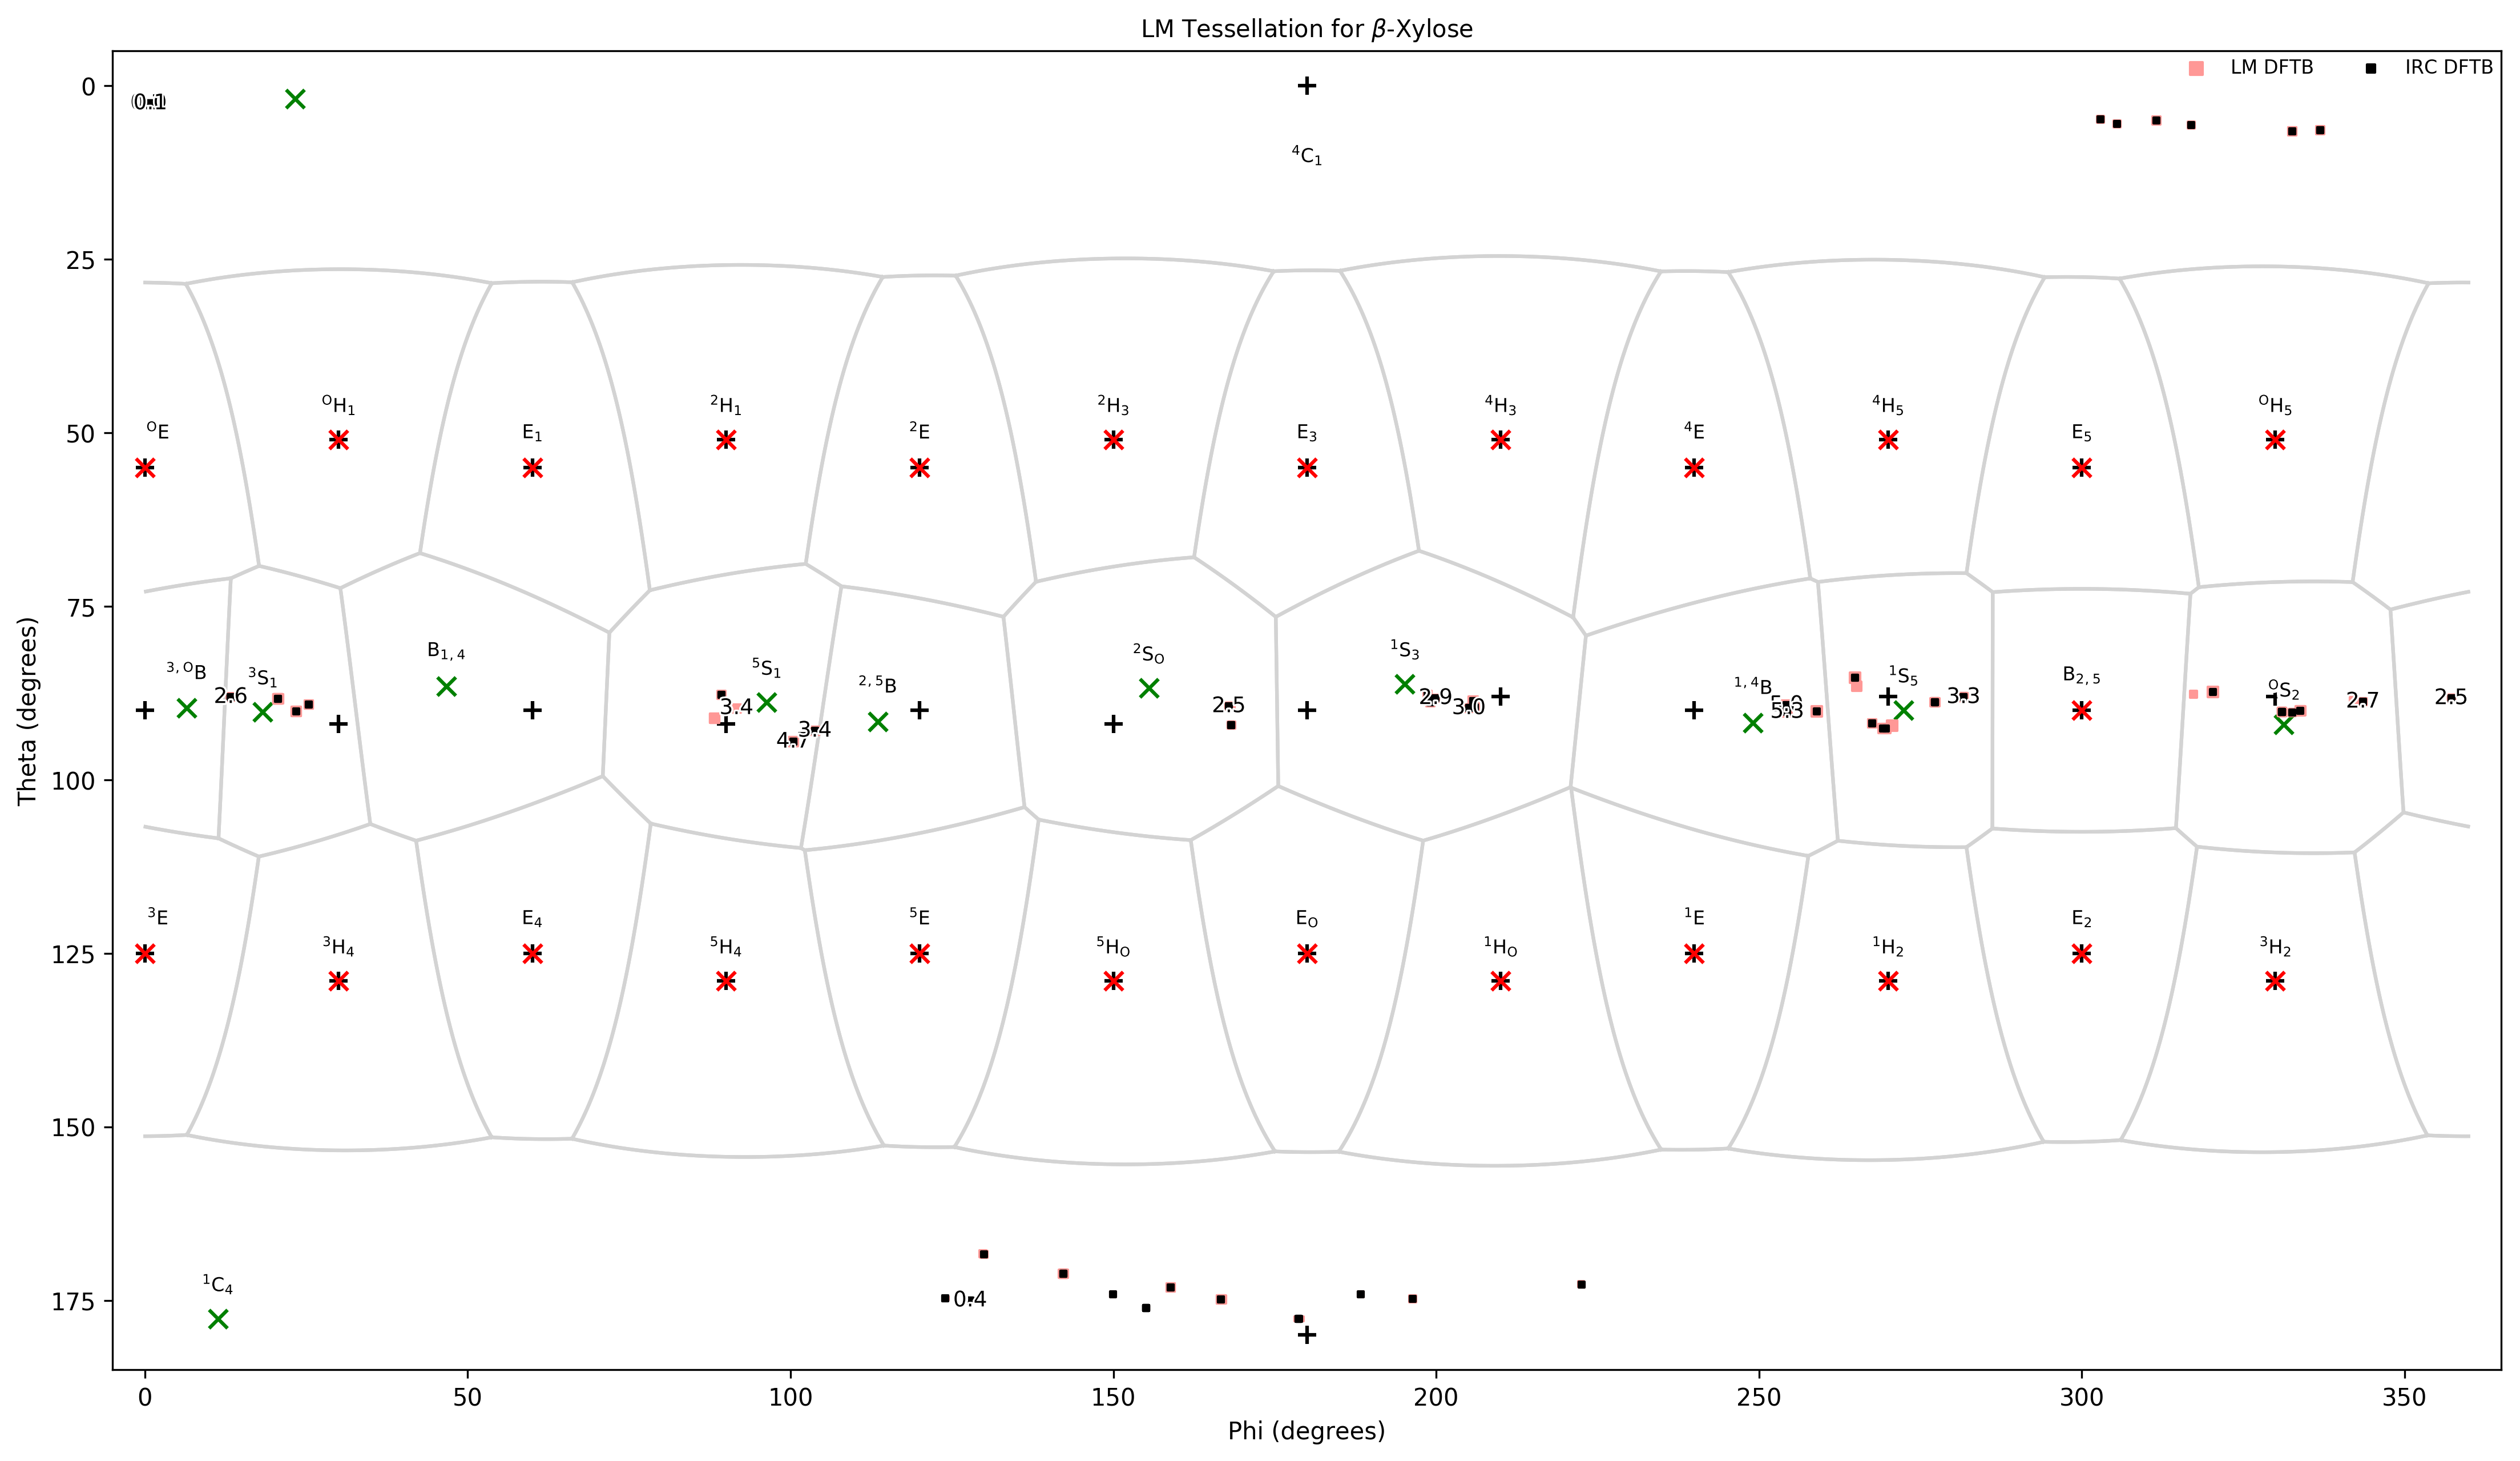 LM Tessellation for β-Xylose
LM DFTB
IRC DFTB
Theta (degrees)
0
25
50
75
100
125
150
175
0.1
⁴C₁
ᴼE
ᴼH₁
E₁
²H₁
²E
²H₃
E₃
⁴H₃
⁴E
⁴H₅
E₅
ᴼH₅
³,ᴼB
³S₁
B₁,₄
⁵S₁
²,⁵B
²Sₒ
¹S₃
¹,⁴B
¹S₅
B₂,₅
ᴼS₂
2.6
3.4
4.7
3.4
2.5
2.9
3.0
5.3
3.3
2.7
2.5
³E
³H₄
E₄
⁵H₄
⁵E
⁵Hₒ
Eₒ
¹Hₒ
¹E
¹H₂
E₂
³H₂
¹C₄
0.4
0 50 100 150 200 250 300 350
Phi (degrees)